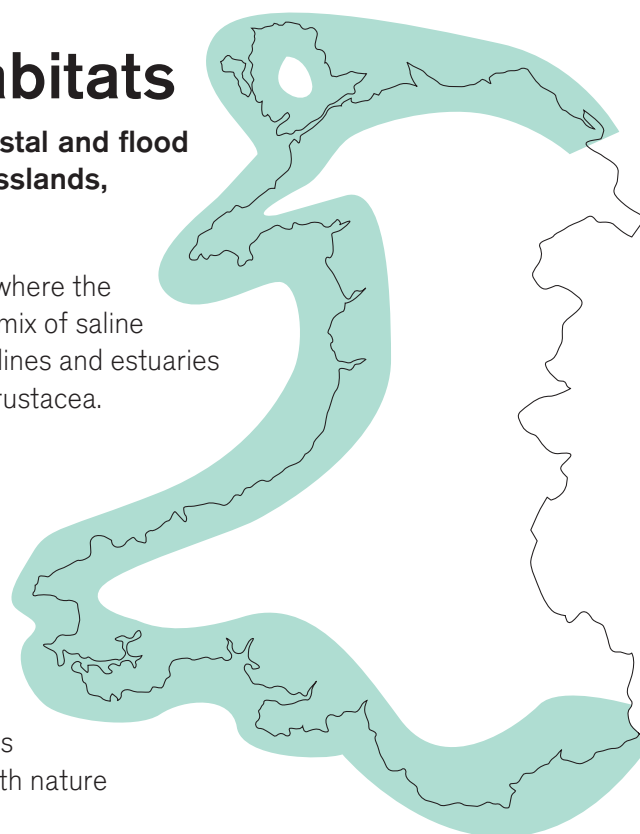 abitats
stal and flood
sslands,
where the
mix of saline
lines and estuaries
rustacea.
s
th nature